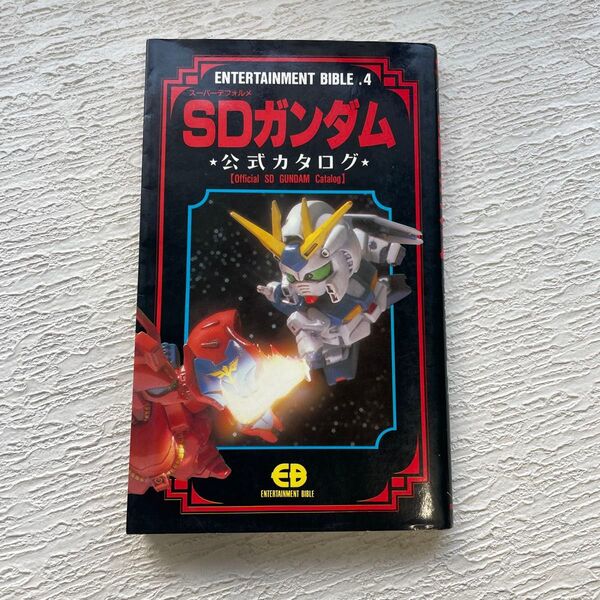 ENTERTAINMENT BIBLE .4
スーパーデフォルメ
SDガンダム
★公式カタログ★
[Official SD GUNDAM Catalog]
EB
ENTERTAINMENT BIBLE